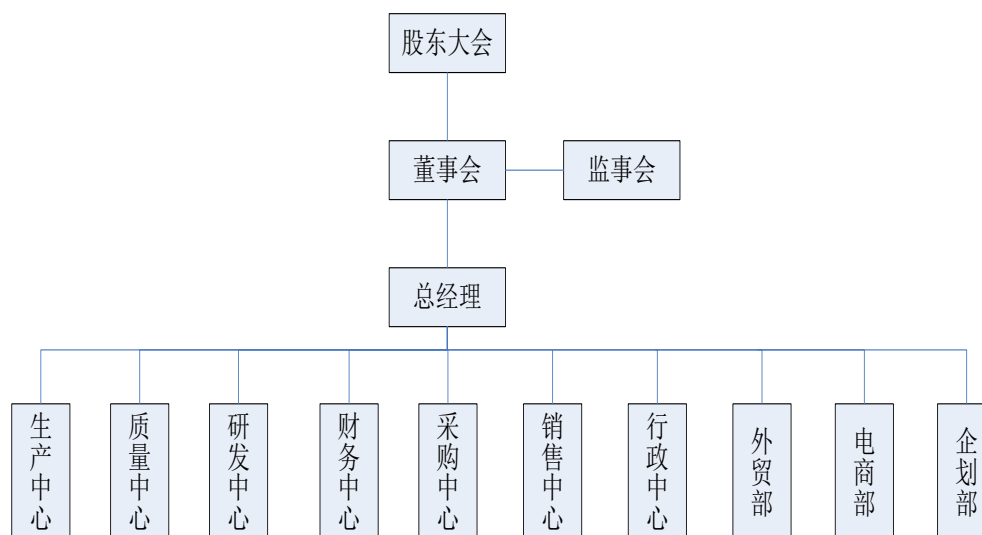 股东大会
董事会
监事会
总经理
生产中心
质量中心
研发中心
财务中心
采购中心
销售中心
行政中心
外贸部
电商部
企划部